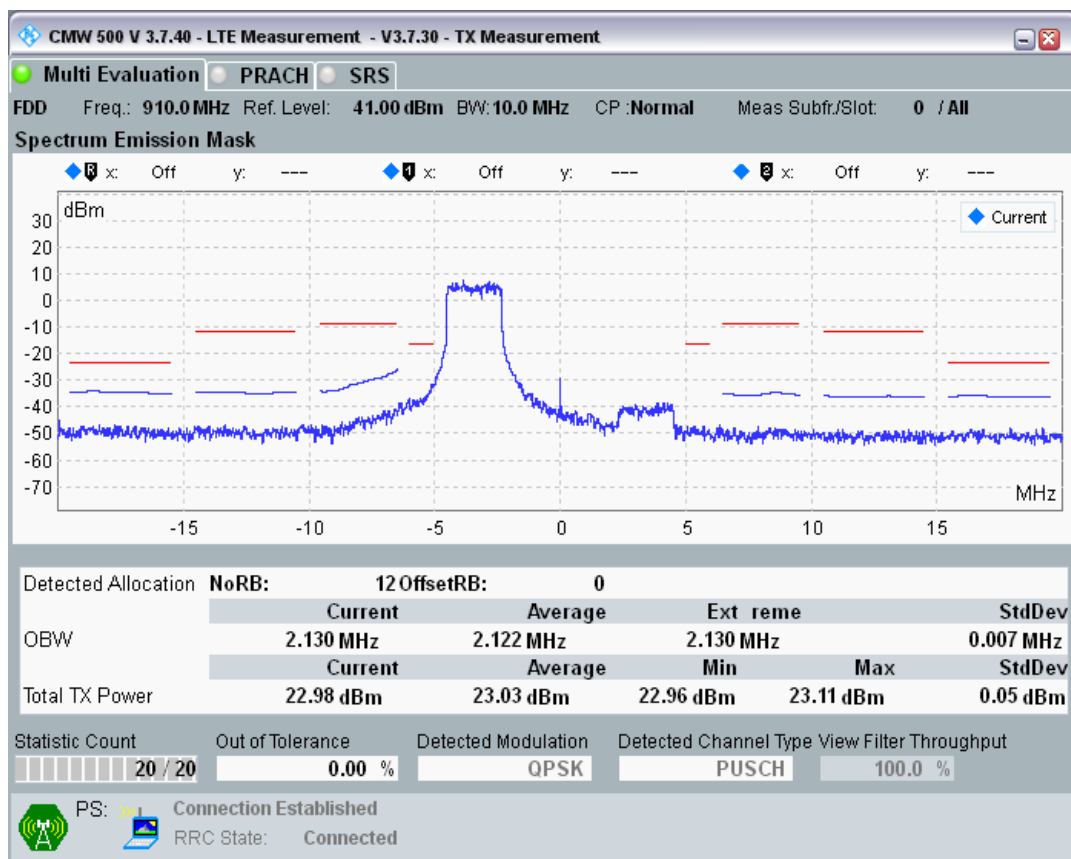 CMW 500 V 3.7.40 - LTE Measurement - V3.7.30 - TX Measurement
Multi Evaluation PRACH SRS
FDD Freq.: 910.0 MHz Ref. Level: 41.00 dBm BW: 10.0 MHz CP :Normal Meas Subfr./Slot: 0 / All
Spectrum Emission Mask
R x: Off y: --- 1 x: Off y: --- 2 x: Off y: ---
dBm
Current
30
20
10
0
-10
-20
-30
-40
-50
-60
-70
MHz
-15 -10 -5 0 5 10 15
Detected Allocation NoRB: 12 OffsetRB: 0
Current Average Ext reme StdDev
OBW 2.130 MHz 2.122 MHz 2.130 MHz 0.007 MHz
Current Average Min Max StdDev
Total TX Power 22.98 dBm 23.03 dBm 22.96 dBm 23.11 dBm 0.05 dBm
Statistic Count Out of Tolerance Detected Modulation Detected Channel Type View Filter Throughput
20 / 20 0.00 % QPSK PUSCH 100.0 %
PS: Connection Established
RRC State: Connected